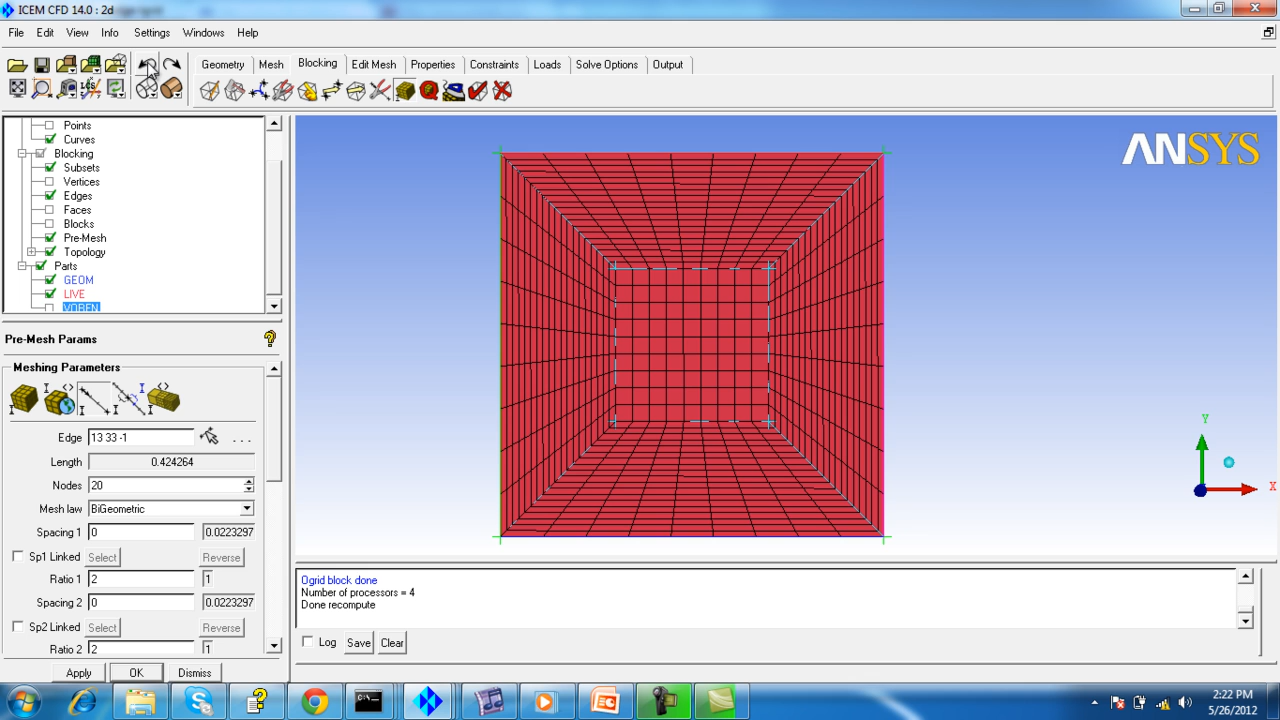 ICEM CFD 14.0 : 2d
File Edit View Info Settings Windows Help
Geometry Mesh Blocking Edit Mesh Properties Constraints Loads Solve Options Output
LCS
Points
Curves
Blocking
Subsets
Vertices
Edges
Faces
Blocks
Pre-Mesh
Topology
Parts
GEOM
LIVE
VORFN
Pre-Mesh Params
Meshing Parameters
Edge 13 33 -1 ...
Length 0.424264
Nodes 20
Mesh law BiGeometric
Spacing 1 0 0.0223297
Sp1 Linked Select Reverse
Ratio 1 2 1
Spacing 2 0 0.0223297
Sp2 Linked Select Reverse
Ratio 2 2 1
Apply OK Dismiss
ANSYS
Y
X
Ogrid block done
Number of processors = 4
Done recompute
Log Save Clear
2:22 PM
5/26/2012